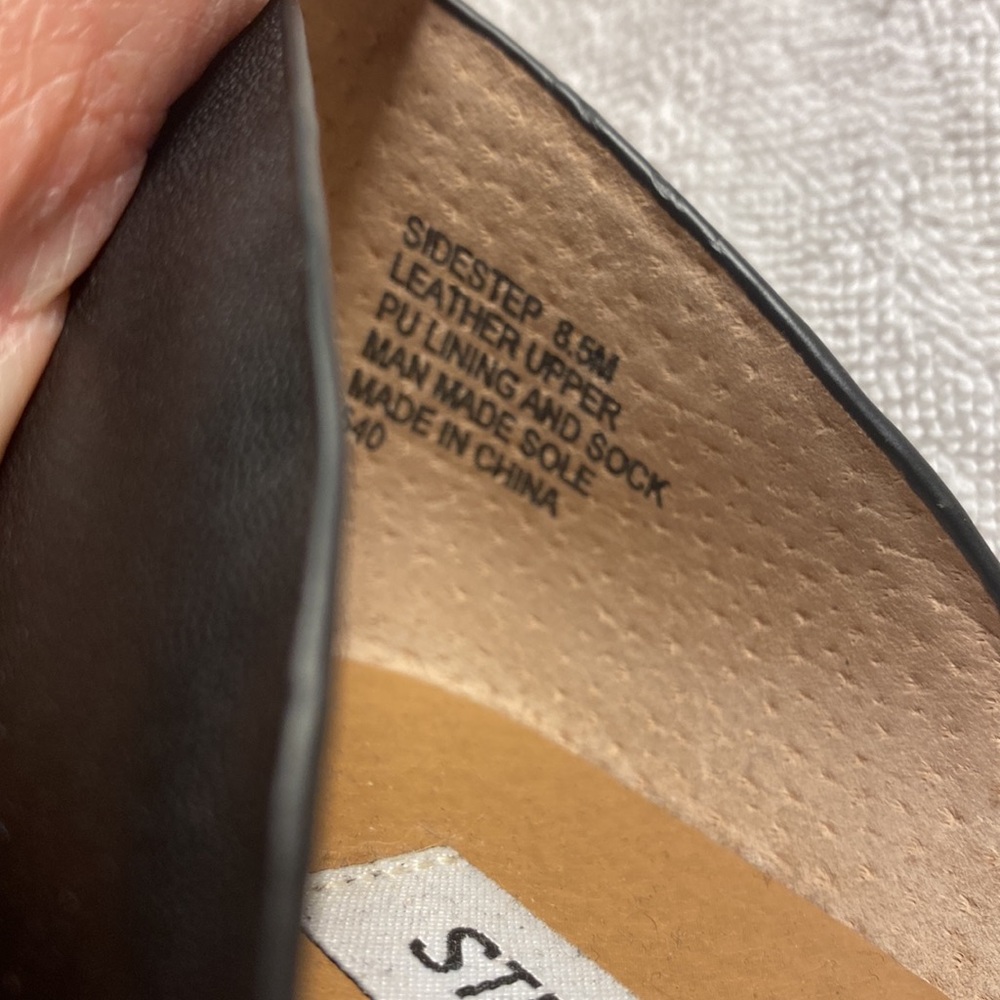 SIDESTEP 8.5M
LEATHER UPPER
PU LINING AND SOCK
MAN MADE SOLE
MADE IN CHINA